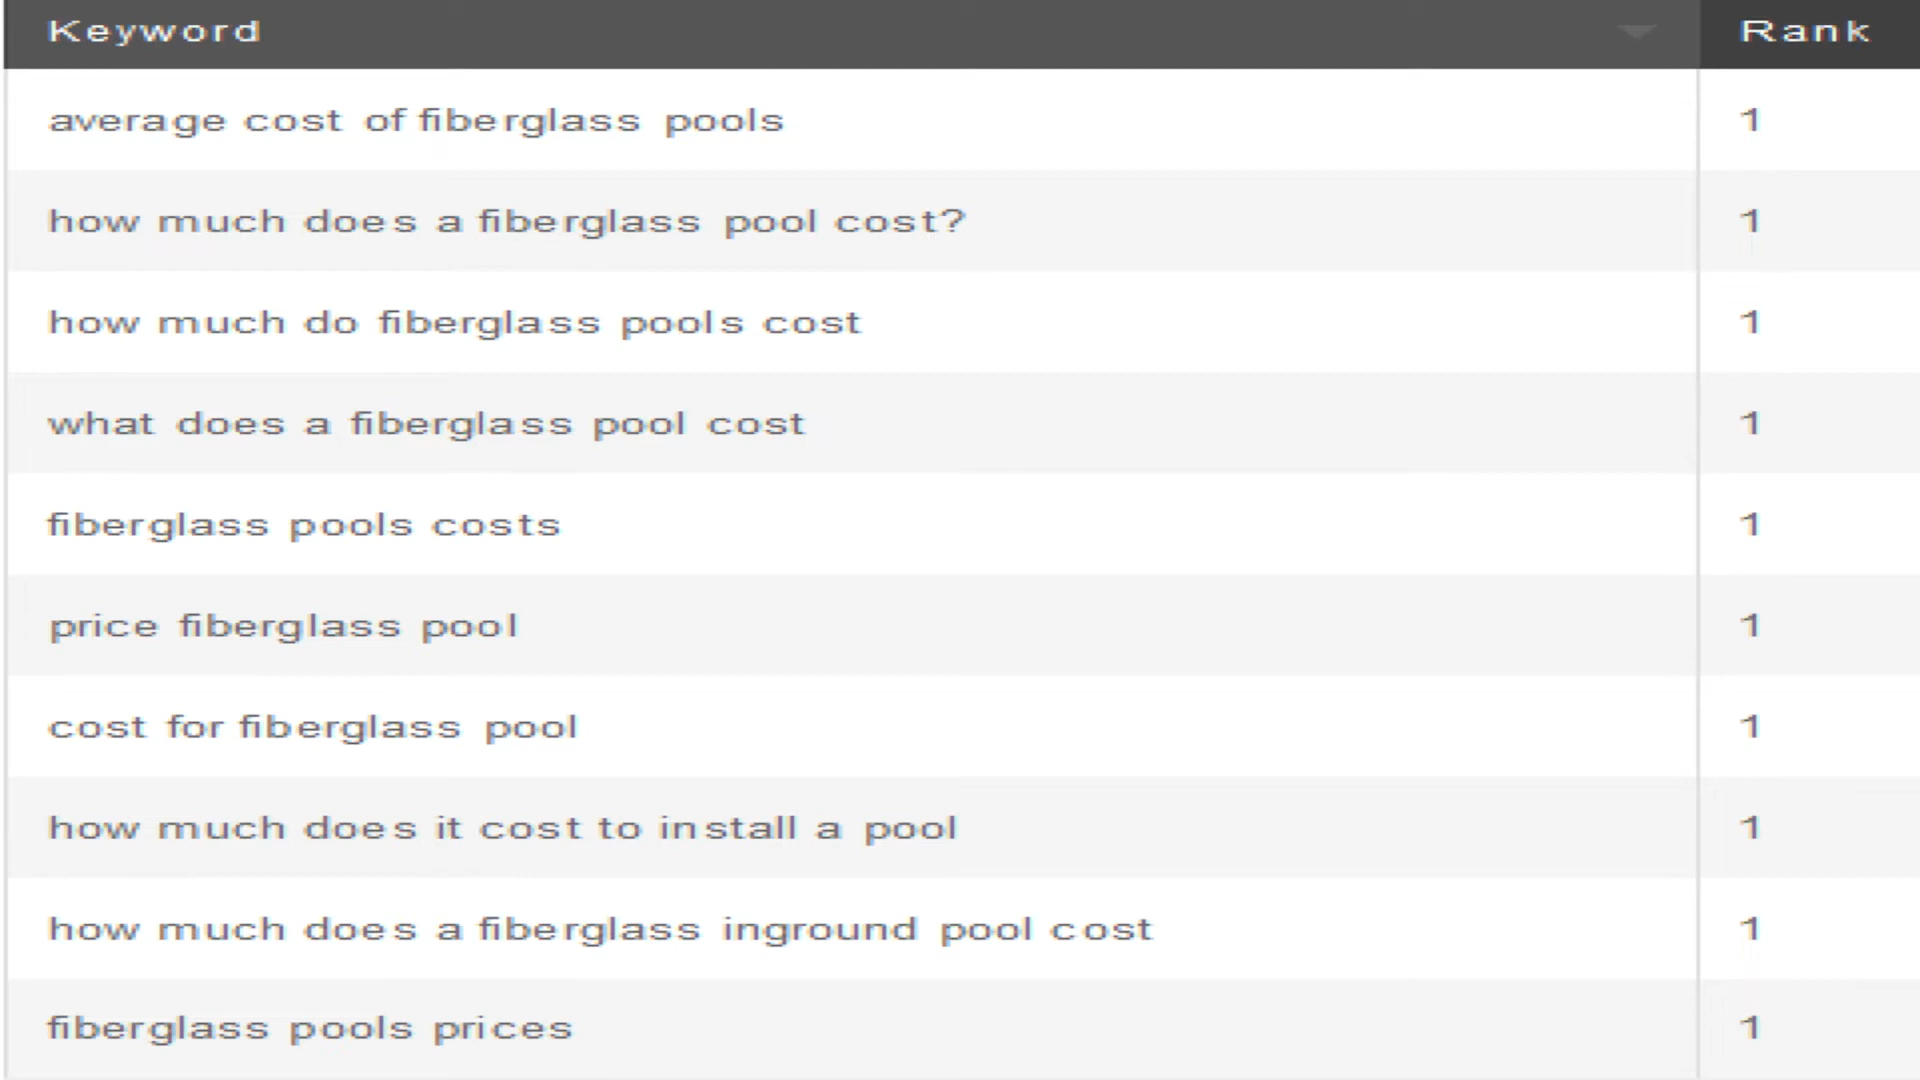 Keyword Rank
average cost of fiberglass pools 1
how much does a fiberglass pool cost? 1
how much do fiberglass pools cost 1
what does a fiberglass pool cost 1
fiberglass pools costs 1
price fiberglass pool 1
cost for fiberglass pool 1
how much does it cost to install a pool 1
how much does a fiberglass inground pool cost 1
fiberglass pools prices 1